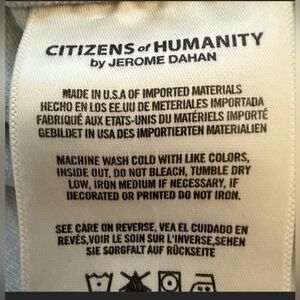 CITIZENS of HUMANITY
by JEROME DAHAN
MADE IN U.S.A OF IMPORTED MATERIALS
HECHO EN LOS EE.UU DE METERIALES IMPORTADA
FABRIQUÉ AUX ETATS-UNIS DU MATÉRIELS IMPORTÉ
GEBILDET IN USA DES IMPORTIERTEN MATERIALIEN
MACHINE WASH COLD WITH LIKE COLORS,
INSIDE OUT, DO NOT BLEACH, TUMBLE DRY
LOW, IRON MEDIUM IF NECESSARY, IF
DECORATED OR PRINTED DO NOT IRON.
SEE CARE ON REVERSE, VEA EL CUIDADO EN
REVÉS,VOIR LE SOIN SUR L'INVERSE,SEHEN
SIE SORGFALT AUF RÜCKSEITE